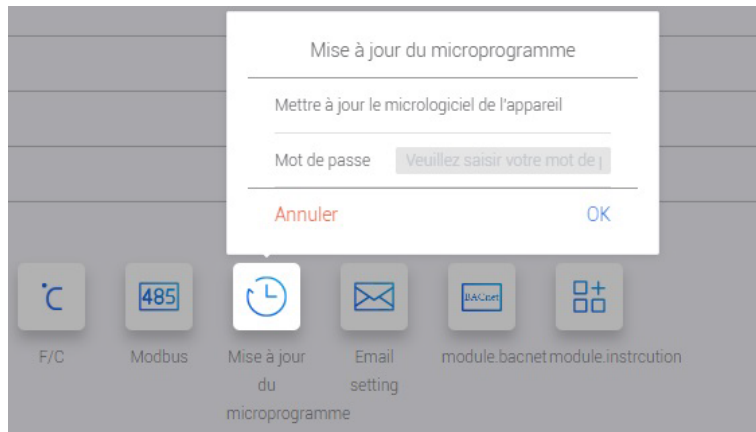 Mise à jour du microprogramme
Mettre à jour le micrologiciel de l'appareil
Mot de passe Veuillez saisir votre mot de
Annuler OK
°C 485 BACnet
F/C Modbus Mise à jour Email module.bacnet module.instrcution
du setting
microprogramme